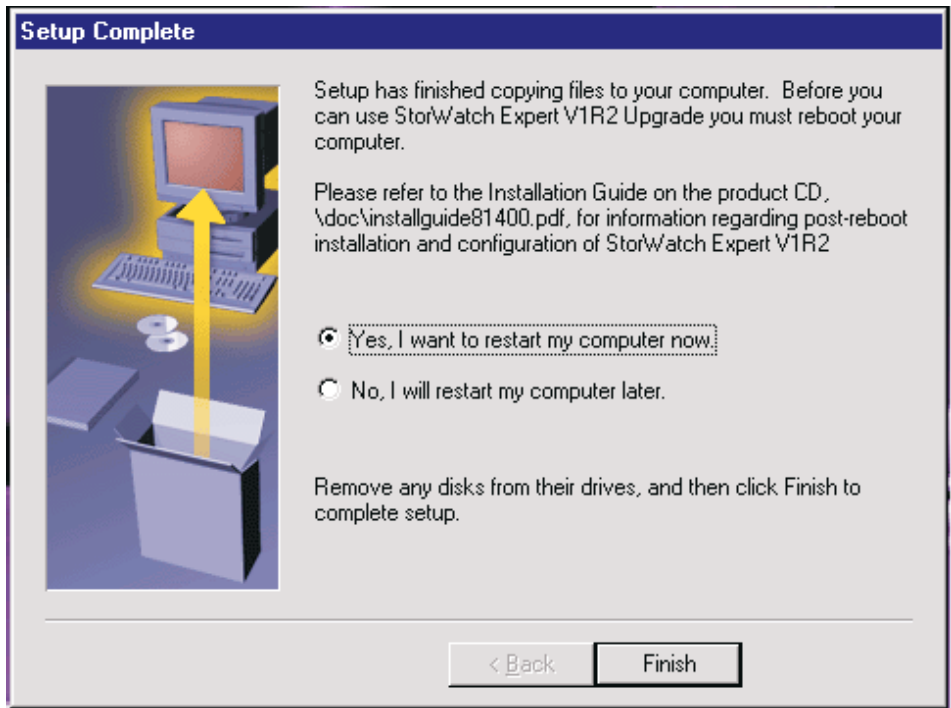 Setup Complete
Setup has finished copying files to your computer.  Before you
can use StorWatch Expert V1R2 Upgrade you must reboot your
computer.
Please refer to the Installation Guide on the product CD,
\doc\installguide81400.pdf, for information regarding post-reboot
installation and configuration of StorWatch Expert V1R2
Yes, I want to restart my computer now.
No, I will restart my computer later.
Remove any disks from their drives, and then click Finish to
complete setup.
< Back
Finish